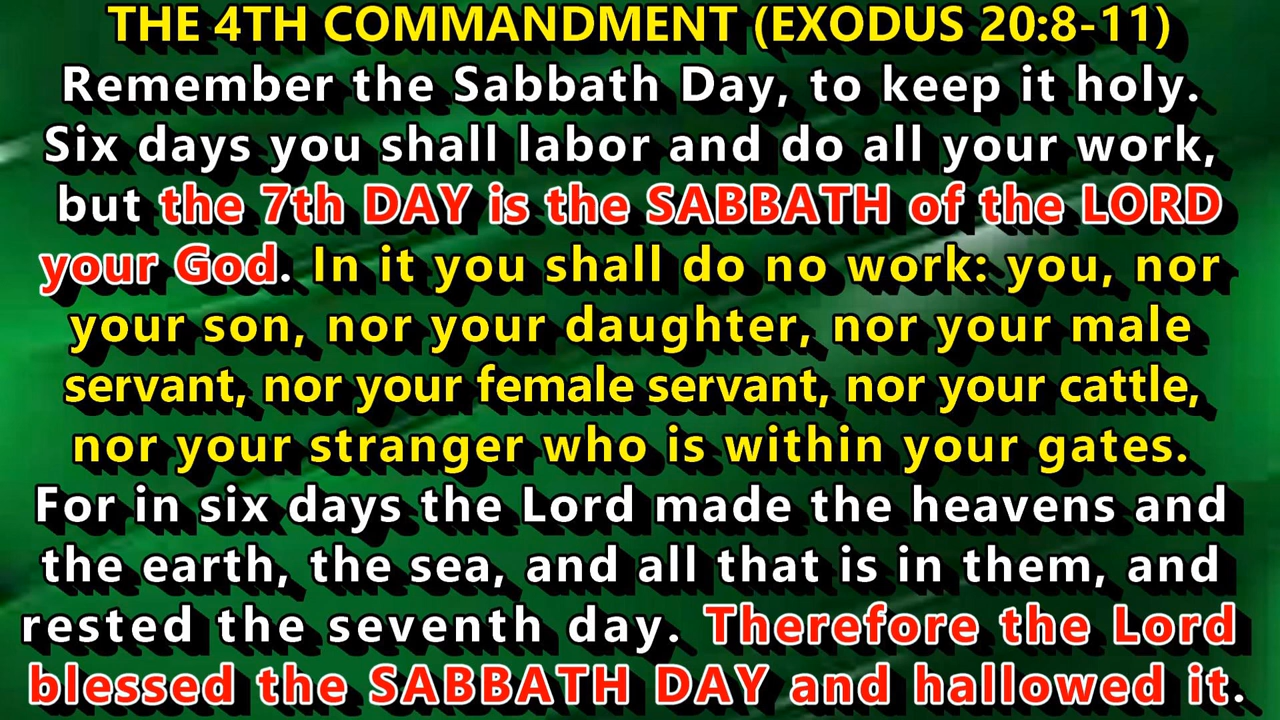 THE 4TH COMMANDMENT (EXODUS 20:8-11)
Remember the Sabbath Day, to keep it holy.
Six days you shall labor and do all your work,
but the 7th DAY is the SABBATH of the LORD
your God. In it you shall do no work: you, nor
your son, nor your daughter, nor your male
servant, nor your female servant, nor your cattle,
nor your stranger who is within your gates.
For in six days the Lord made the heavens and
the earth, the sea, and all that is in them, and
rested the seventh day. Therefore the Lord
blessed the SABBATH DAY and hallowed it.